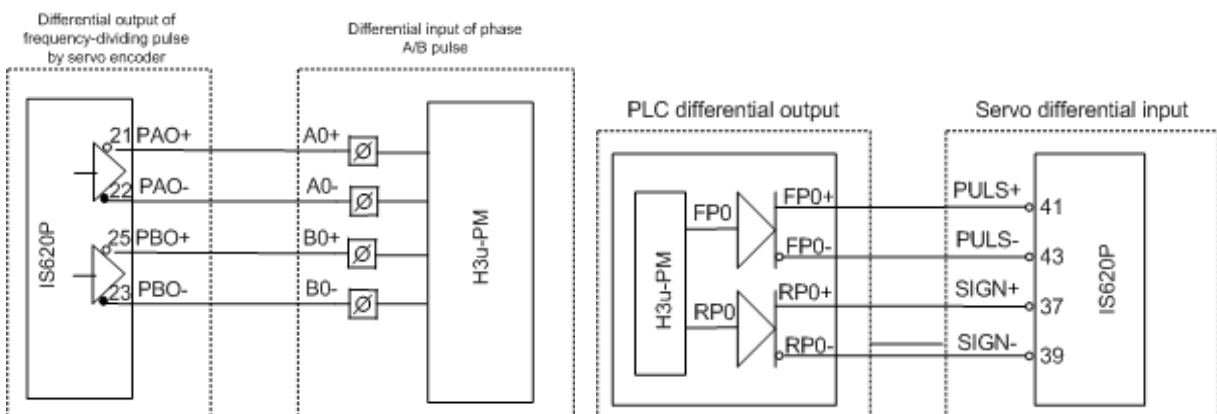 Differential output of
frequency-dividing pulse
by servo encoder
Differential input of phase
A/B pulse
21 PAO+
A0+
22 PAO-
A0-
25 PBO+
B0+
23 PBO-
B0-
IS620P
H3u-PM
PLC differential output
Servo differential input
FP0
FP0+
PULS+
41
FP0-
PULS-
43
RP0
RP0+
SIGN+
37
RP0-
SIGN-
39
H3u-PM
IS620P